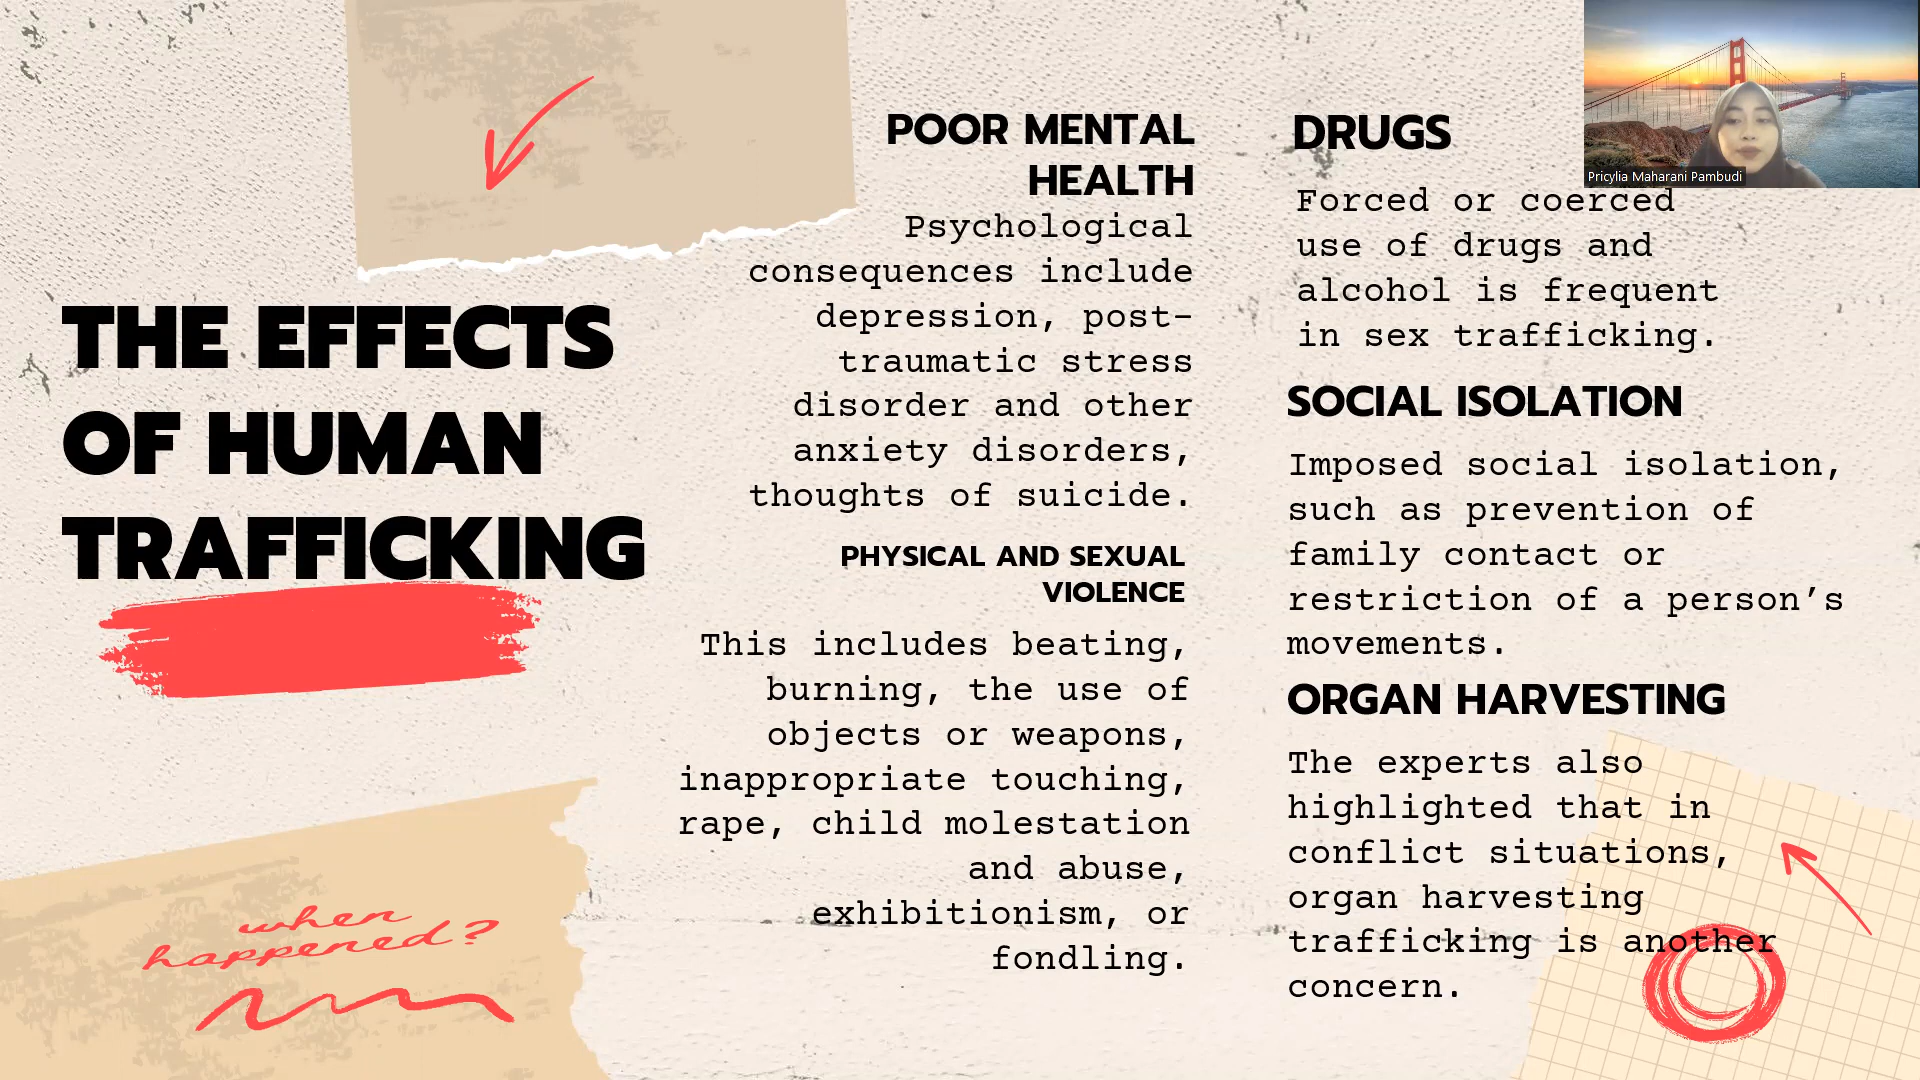 THE EFFECTS
OF HUMAN
TRAFFICKING
when
happened?
POOR MENTAL
HEALTH
Psychological
consequences include
depression, post-
traumatic stress
disorder and other
anxiety disorders,
thoughts of suicide.
PHYSICAL AND SEXUAL
VIOLENCE
This includes beating,
burning, the use of
objects or weapons,
inappropriate touching,
rape, child molestation
and abuse,
exhibitionism, or
fondling.
DRUGS
Forced or coerced
use of drugs and
alcohol is frequent
in sex trafficking.
SOCIAL ISOLATION
Imposed social isolation,
such as prevention of
family contact or
restriction of a person’s
movements.
ORGAN HARVESTING
The experts also
highlighted that in
conflict situations,
organ harvesting
trafficking is another
concern.
Pricylia Maharani Pambudi